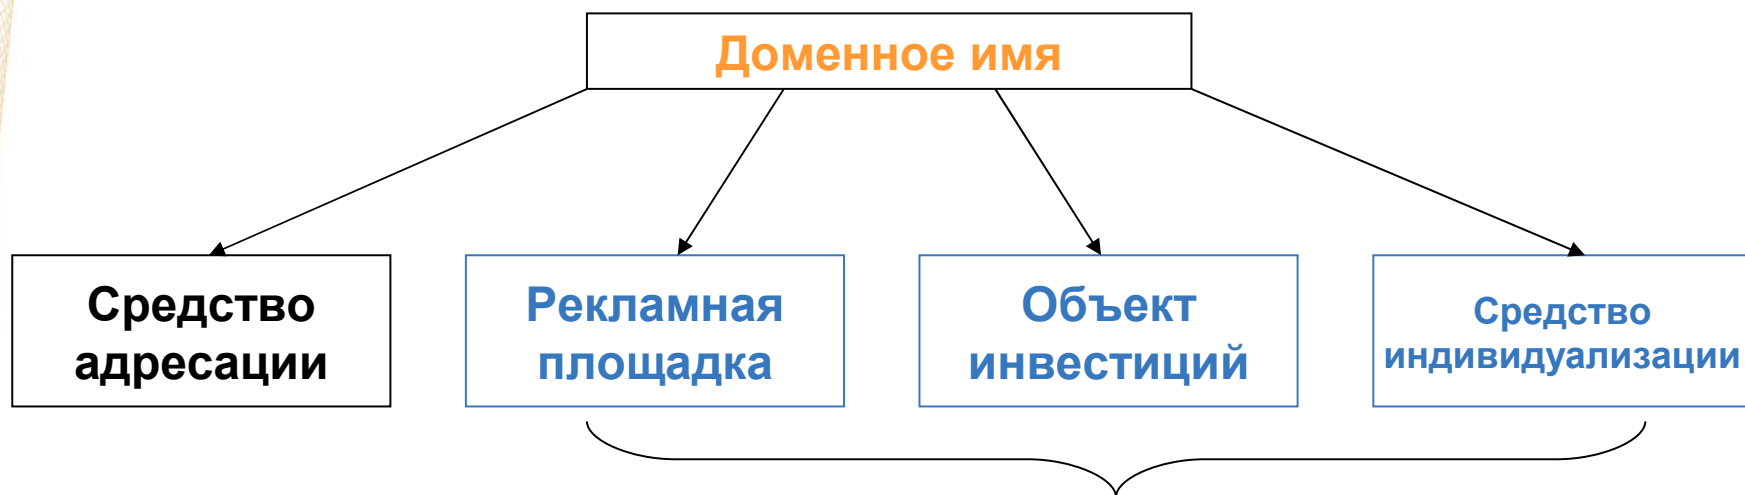 Доменное имя
Средство
адресации
Рекламная
площадка
Объект
инвестиций
Средство
индивидуализации